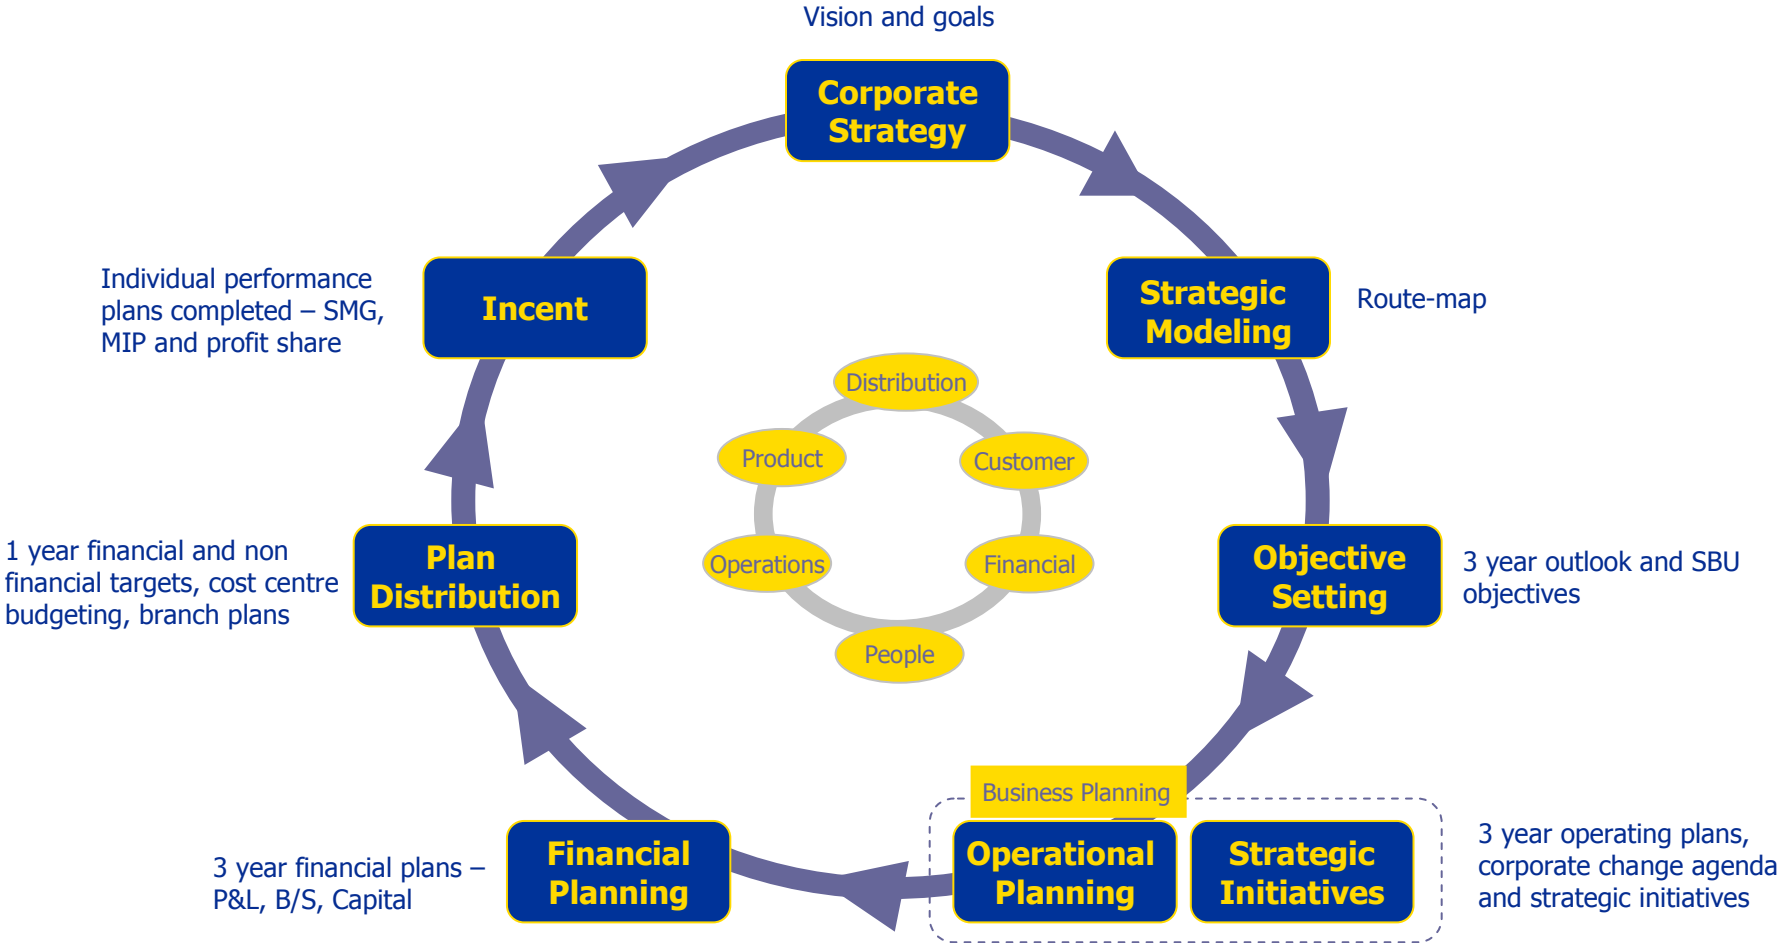 Vision and goals
Corporate
Strategy
Individual performance
plans completed – SMG,
MIP and profit share
Incent
Strategic
Modeling
Route-map
Distribution
Product
Customer
Operations
Financial
People
1 year financial and non
financial targets, cost centre
budgeting, branch plans
Plan
Distribution
Objective
Setting
3 year outlook and SBU
objectives
Business Planning
3 year financial plans –
P&L, B/S, Capital
Financial
Planning
Operational
Planning
Strategic
Initiatives
3 year operating plans,
corporate change agenda
and strategic initiatives